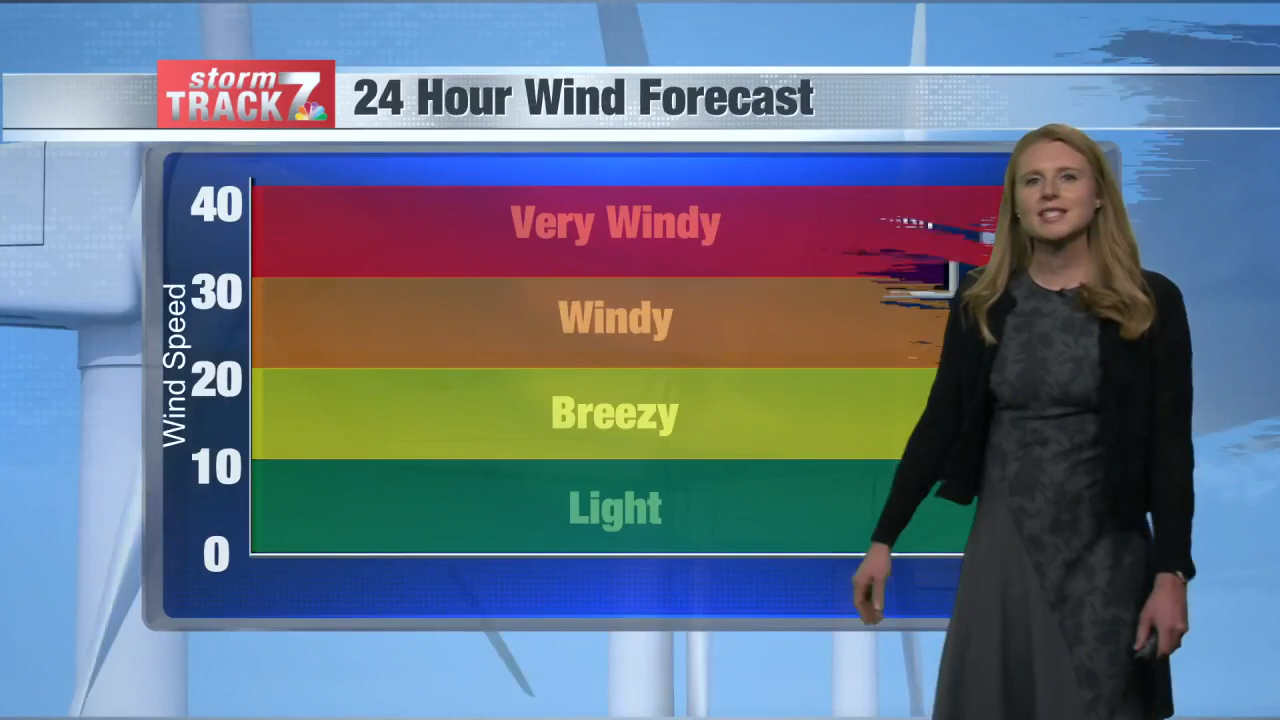 storm
TRACK 7
24 Hour Wind Forecast
40
30
20
10
0
Wind Speed
Very Windy
Windy
Breezy
Light